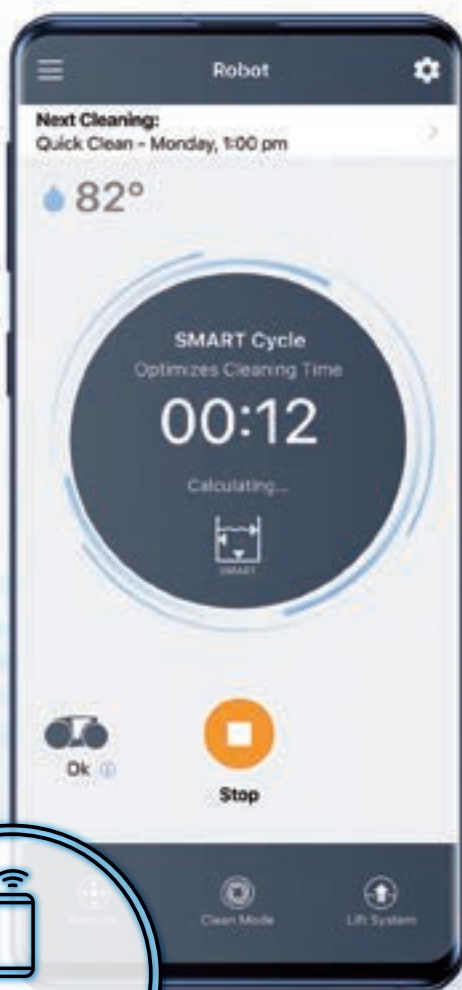 Robot
Next Cleaning:
Quick Clean - Monday, 1:00 pm
82°
SMART Cycle
Optimizes Cleaning Time
00:12
Calculating...
SMART
Ok
Stop
Clean Mode
Lift System